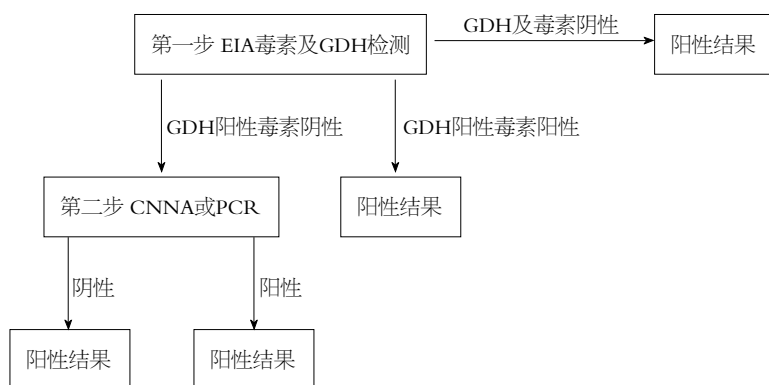 第一步 EIA毒素及GDH检测
GDH及毒素阴性
阳性结果
GDH阳性毒素阴性
GDH阳性毒素阳性
第二步 CNNA或PCR
阳性结果
阴性
阳性
阳性结果
阳性结果